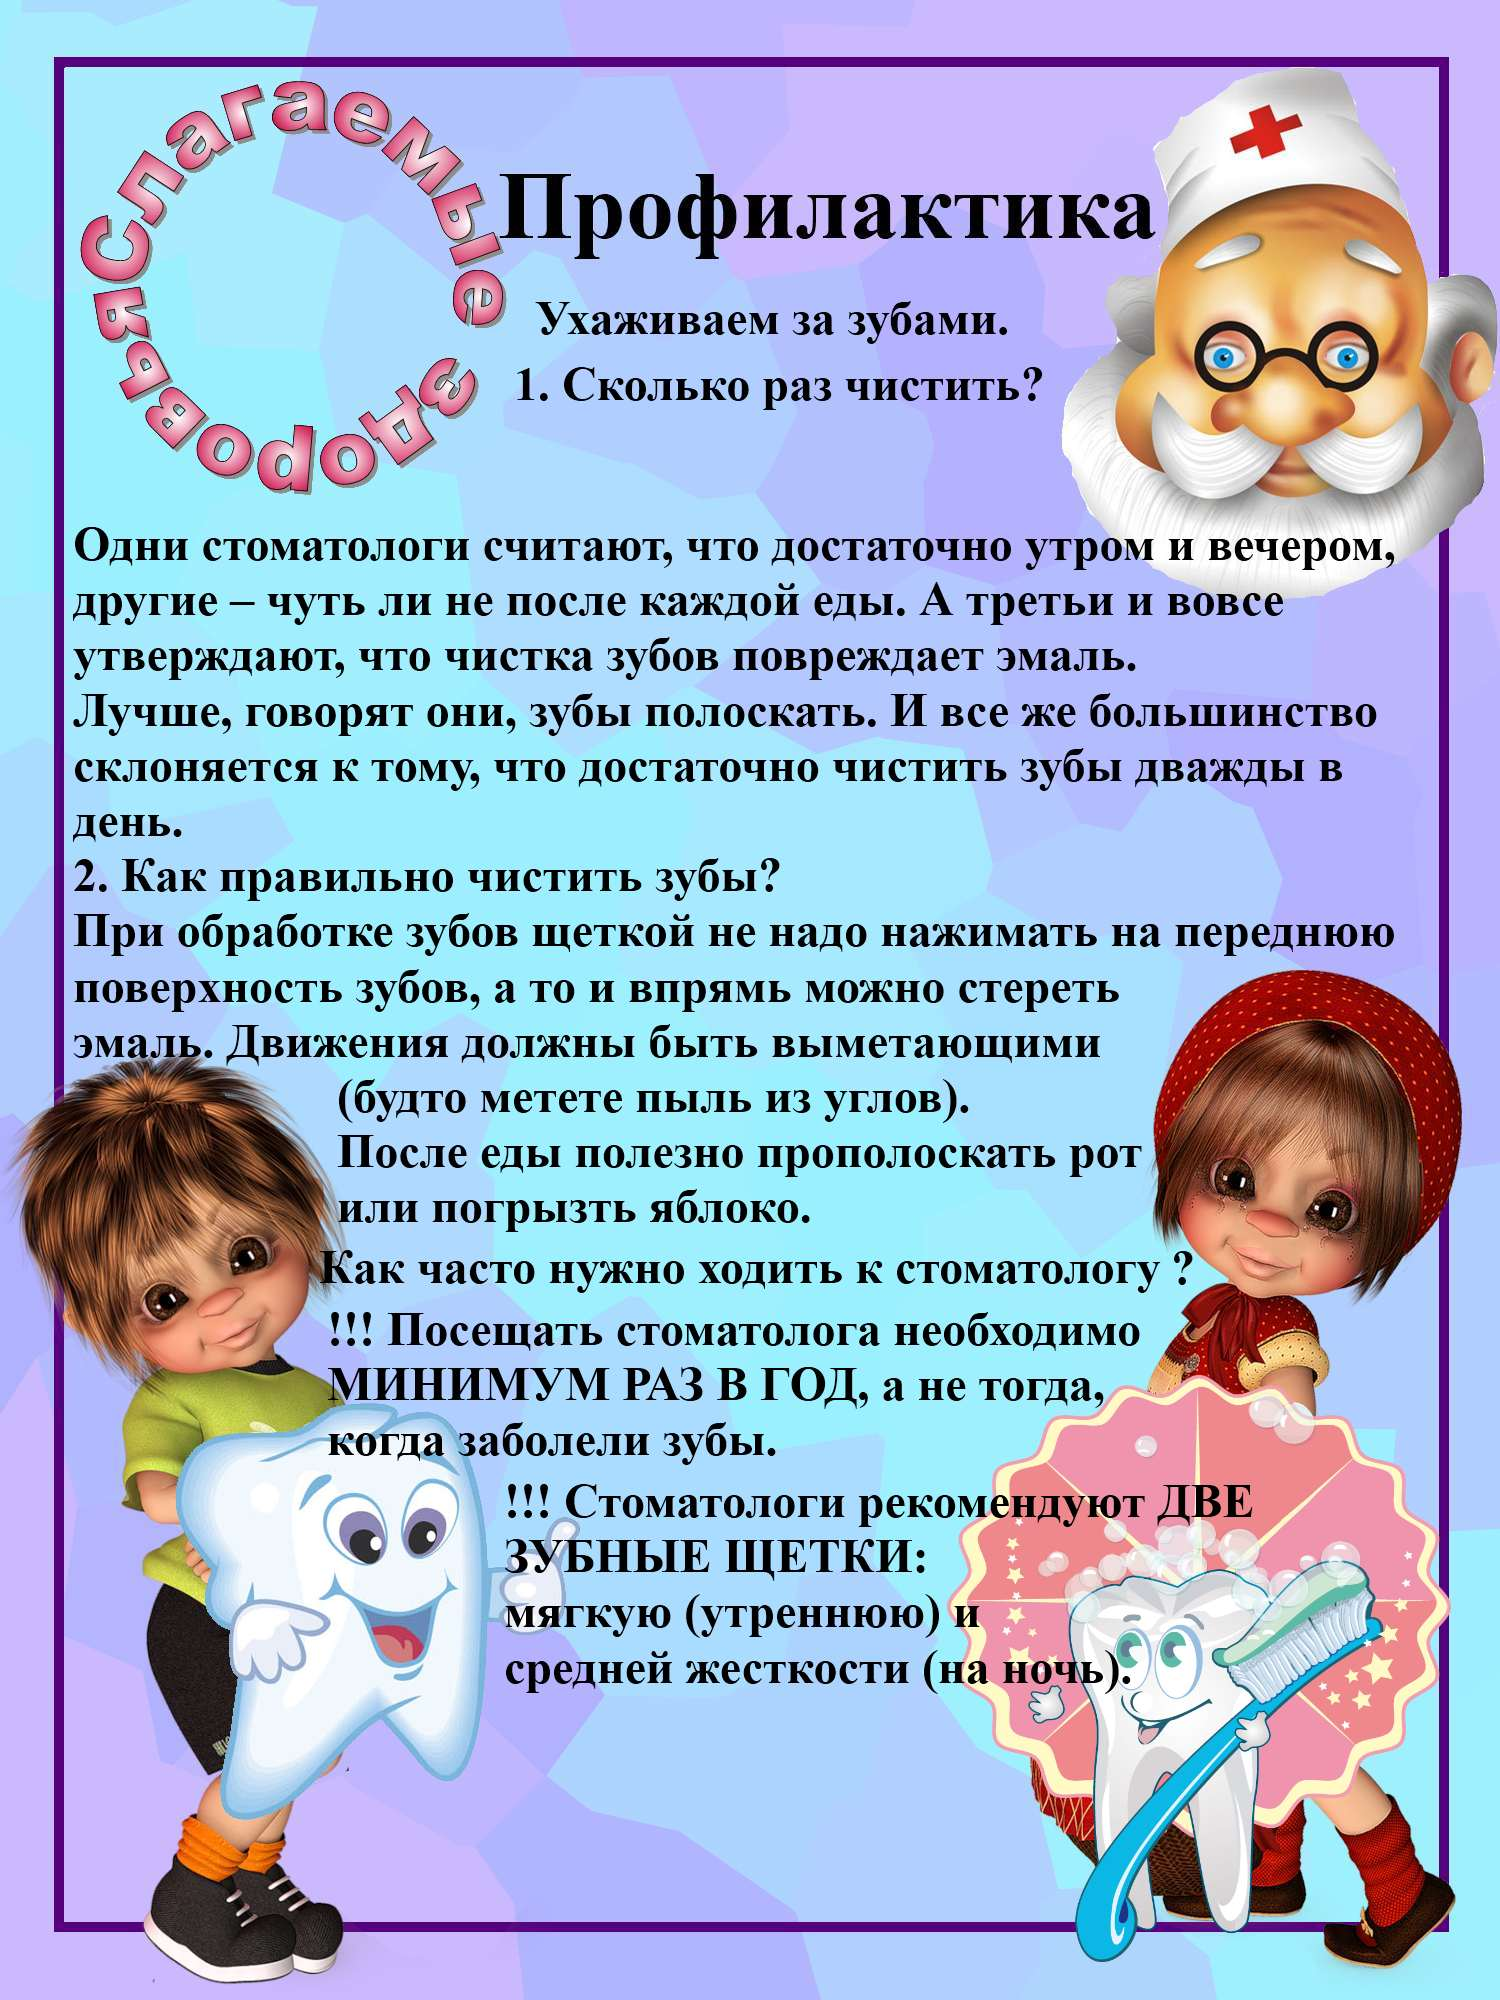 Слагаемые здоровья
Профилактика
Ухаживаем за зубами.
1. Сколько раз чистить?
Одни стоматологи считают, что достаточно утром и вечером,
другие – чуть ли не после каждой еды. А третьи и вовсе
утверждают, что чистка зубов повреждает эмаль.
Лучше, говорят они, зубы полоскать. И все же большинство
склоняется к тому, что достаточно чистить зубы дважды в
день.
2. Как правильно чистить зубы?
При обработке зубов щеткой не надо нажимать на переднюю
поверхность зубов, а то и впрямь можно стереть
эмаль. Движения должны быть выметающими
(будто метете пыль из углов).
После еды полезно прополоскать рот
или погрызть яблоко.
Как часто нужно ходить к стоматологу ?
!!! Посещать стоматолога необходимо
МИНИМУМ РАЗ В ГОД, а не тогда,
когда заболели зубы.
!!! Стоматологи рекомендуют ДВЕ
ЗУБНЫЕ ЩЕТКИ:
мягкую (утреннюю) и
средней жесткости (на ночь).